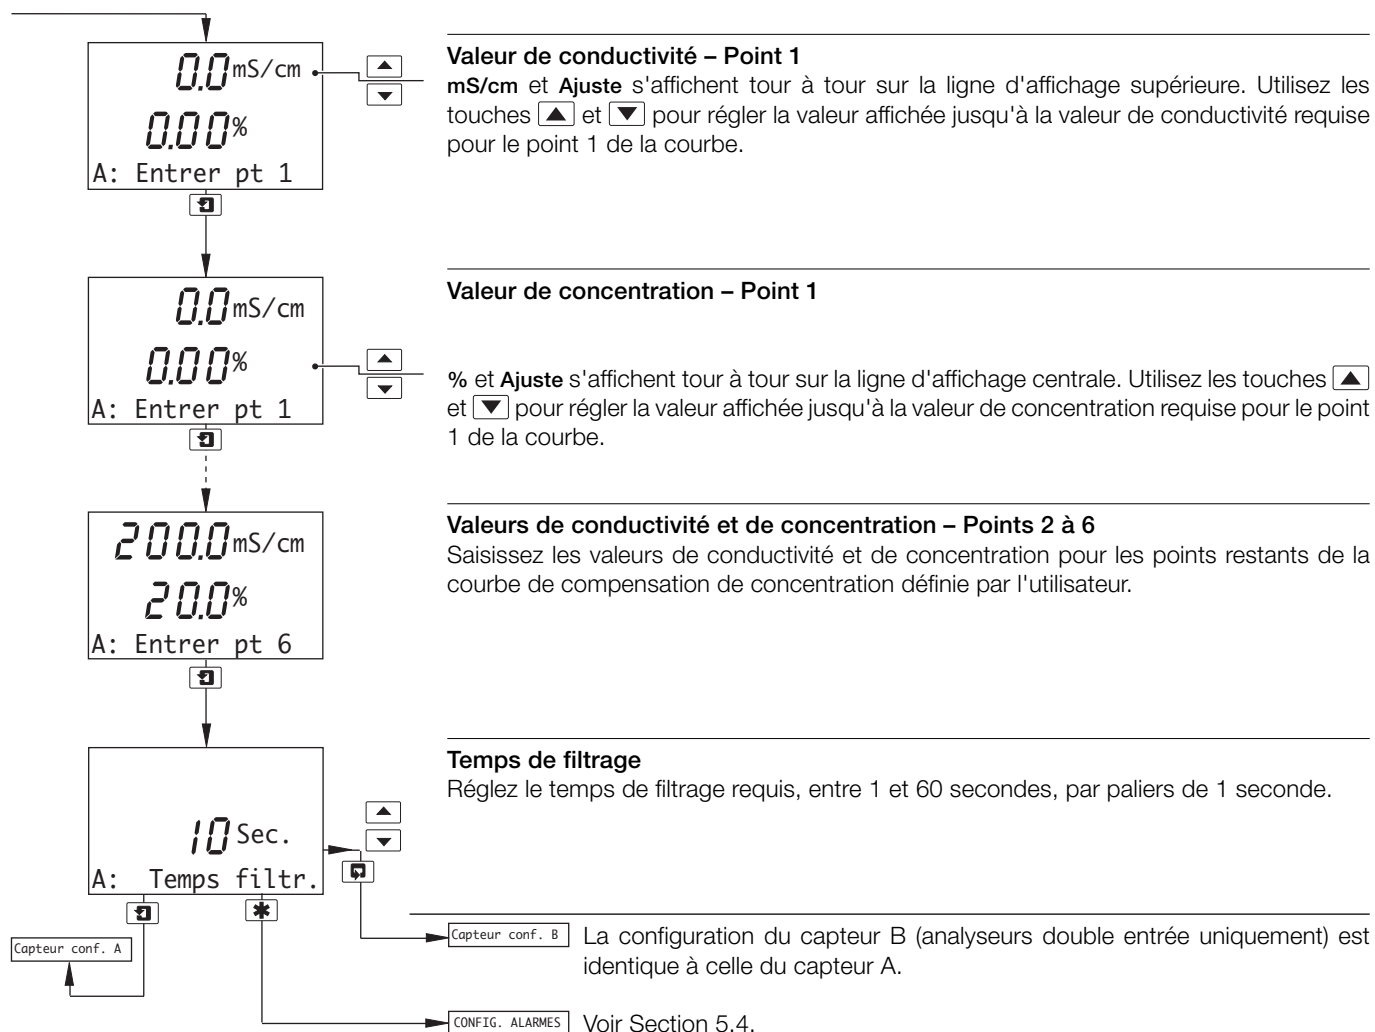 0.0 mS/cm
0.00 %
A: Entrer pt 1
Valeur de conductivité – Point 1
mS/cm et Ajuste s'affichent tour à tour sur la ligne d'affichage supérieure. Utilisez les
touches ▲ et ▼ pour régler la valeur affichée jusqu'à la valeur de conductivité requise
pour le point 1 de la courbe.
0.0 mS/cm
0.00 %
A: Entrer pt 1
Valeur de concentration – Point 1
% et Ajuste s'affichent tour à tour sur la ligne d'affichage centrale. Utilisez les touches ▲
et ▼ pour régler la valeur affichée jusqu'à la valeur de concentration requise pour le point
1 de la courbe.
200.0 mS/cm
20.0 %
A: Entrer pt 6
Valeurs de conductivité et de concentration – Points 2 à 6
Saisissez les valeurs de conductivité et de concentration pour les points restants de la
courbe de compensation de concentration définie par l'utilisateur.
10 Sec.
A: Temps filtr.
Temps de filtrage
Réglez le temps de filtrage requis, entre 1 et 60 secondes, par paliers de 1 seconde.
Capteur conf. A
Capteur conf. B
La configuration du capteur B (analyseurs double entrée uniquement) est
identique à celle du capteur A.
CONFIG. ALARMES
Voir Section 5.4.